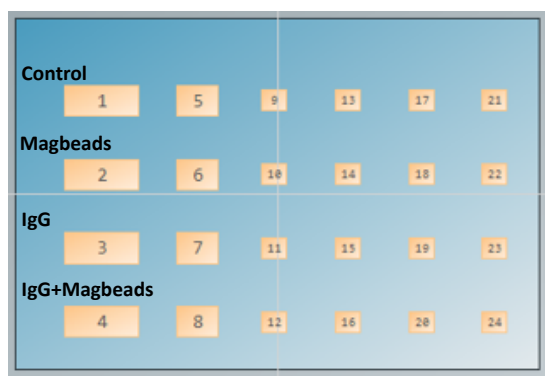 Control
1 5 9 13 17 21
Magbeads
2 6 10 14 18 22
IgG
3 7 11 15 19 23
IgG+Magbeads
4 8 12 16 20 24